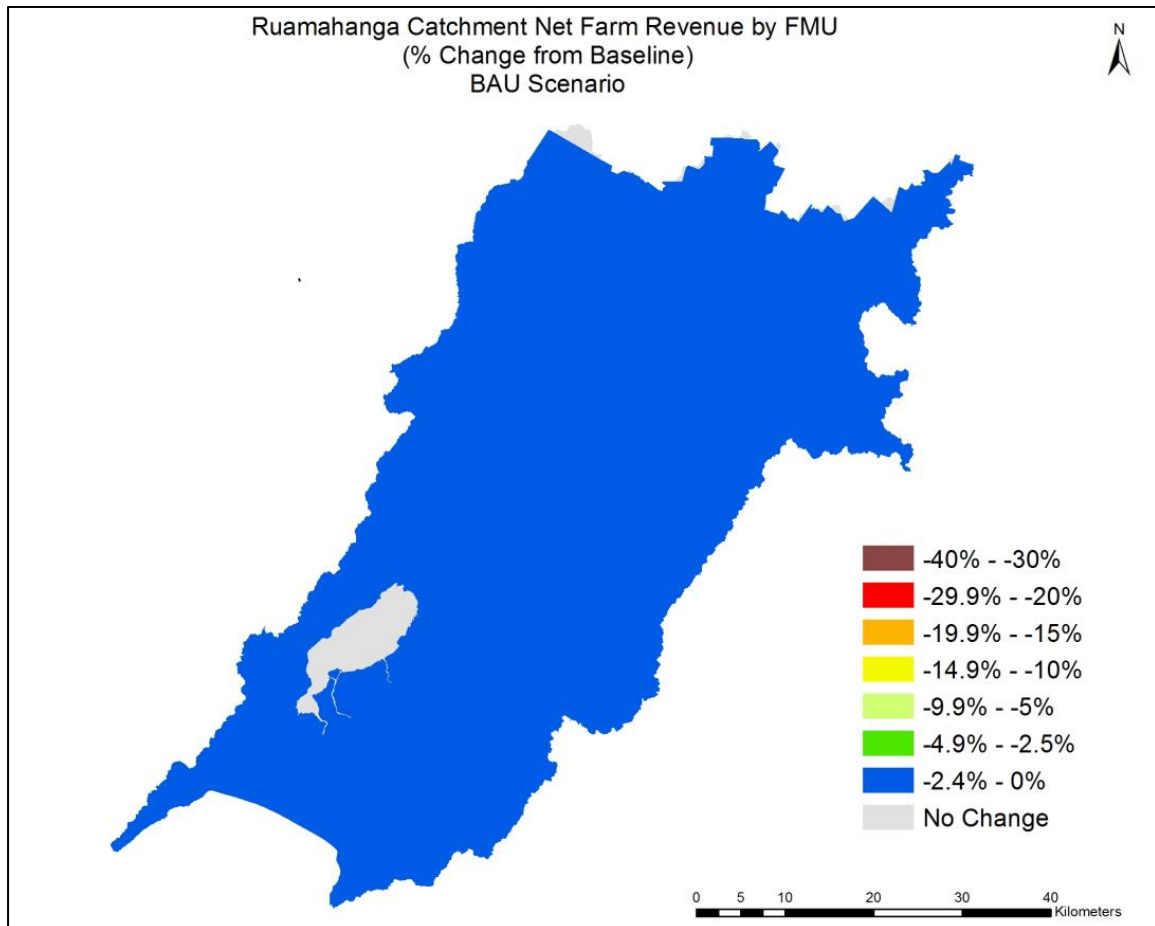 Ruamahanga Catchment Net Farm Revenue by FMU
(% Change from Baseline)
BAU Scenario
N
-40% - -30%
-29.9% - -20%
-19.9% - -15%
-14.9% - -10%
-9.9% - -5%
-4.9% - -2.5%
-2.4% - 0%
No Change
0 5 10 20 30 40
Kilometers